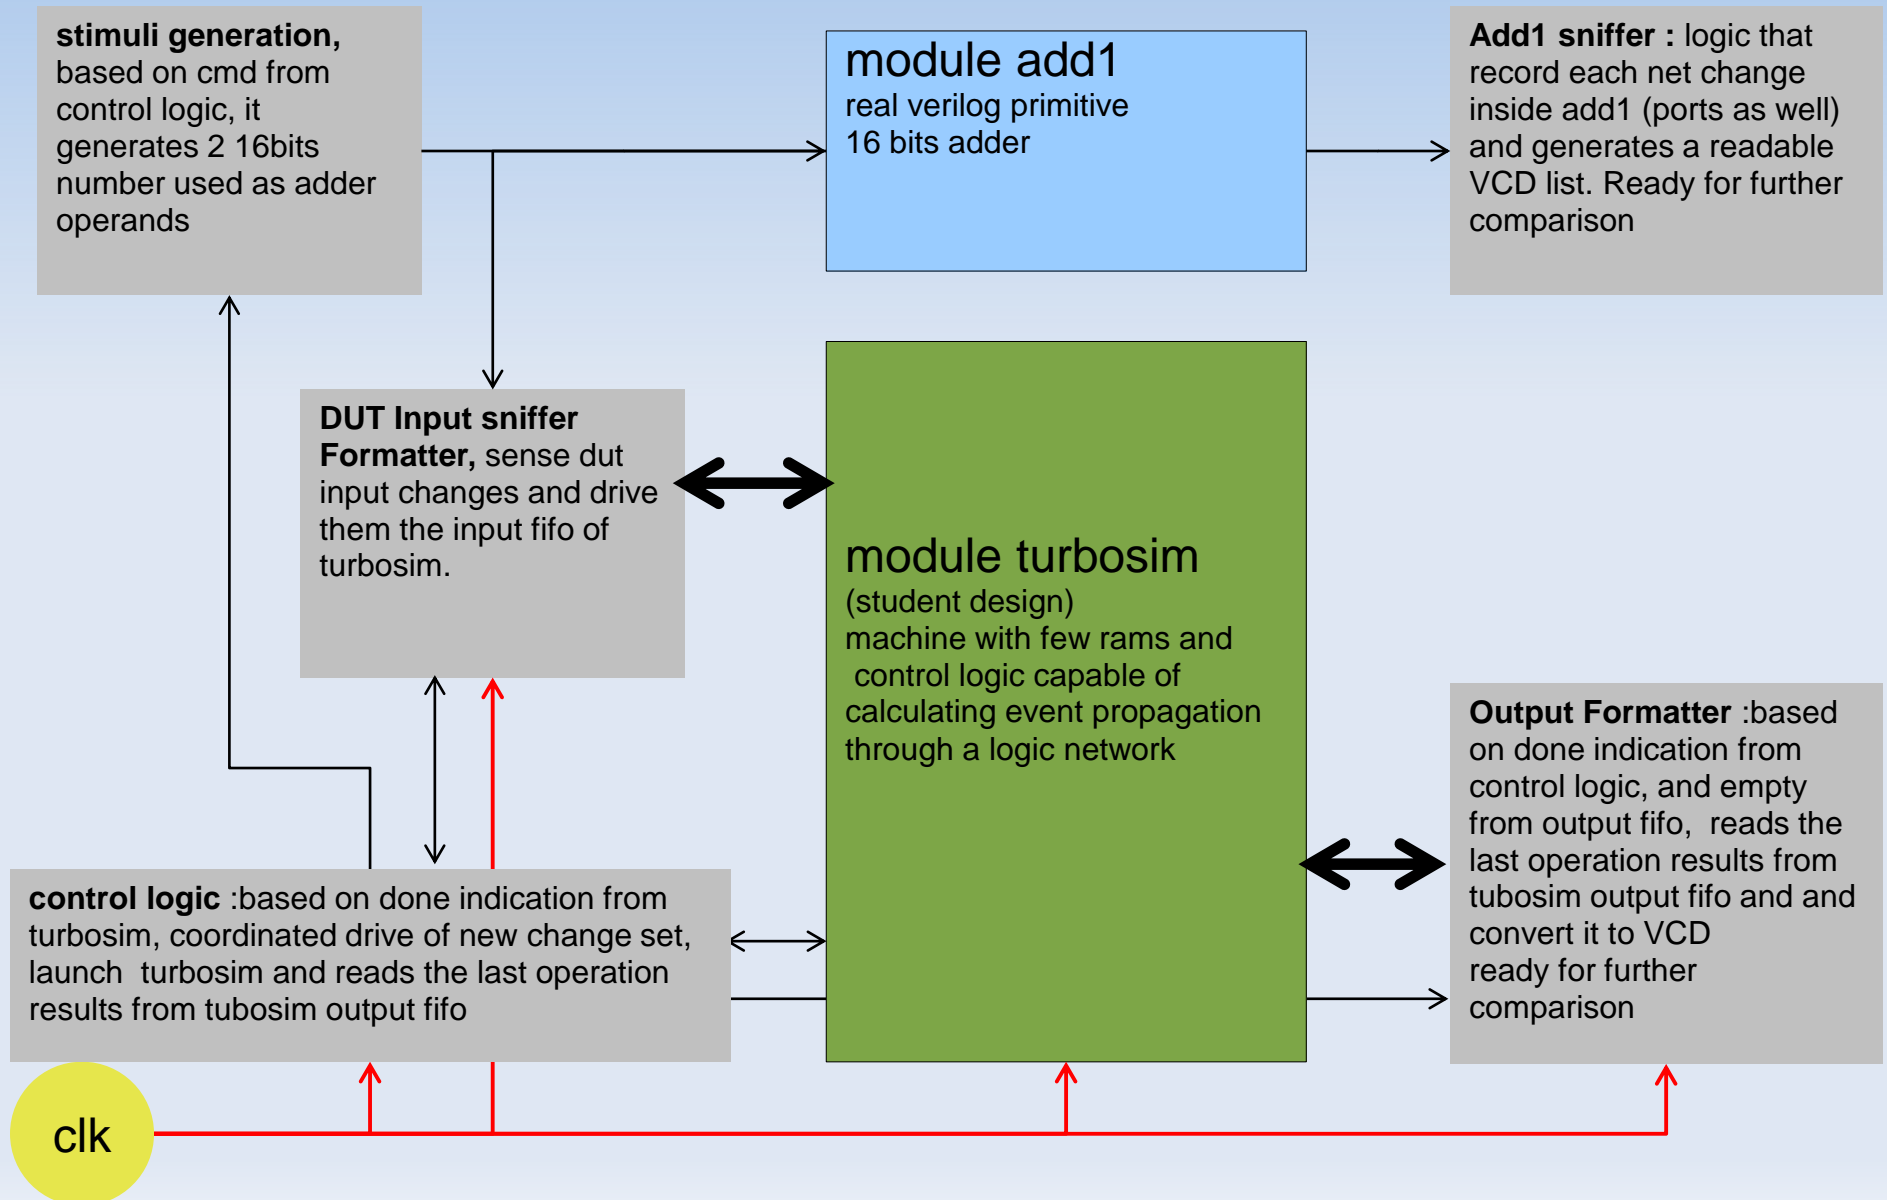 stimuli generation,
based on cmd from
control logic, it
generates 2 16bits
number used as adder
operands
module add1
real verilog primitive
16 bits adder
Add1 sniffer : logic that
record each net change
inside add1 (ports as well)
and generates a readable
VCD list. Ready for further
comparison
DUT Input sniffer
Formatter, sense dut
input changes and drive
them the input fifo of
turbosim.
module turbosim
(student design)
machine with few rams and
control logic capable of
calculating event propagation
through a logic network
Output Formatter :based
on done indication from
control logic, and empty
from output fifo, reads the
last operation results from
tubosim output fifo and and
convert it to VCD
ready for further
comparison
control logic :based on done indication from
turbosim, coordinated drive of new change set,
launch turbosim and reads the last operation
results from tubosim output fifo
clk